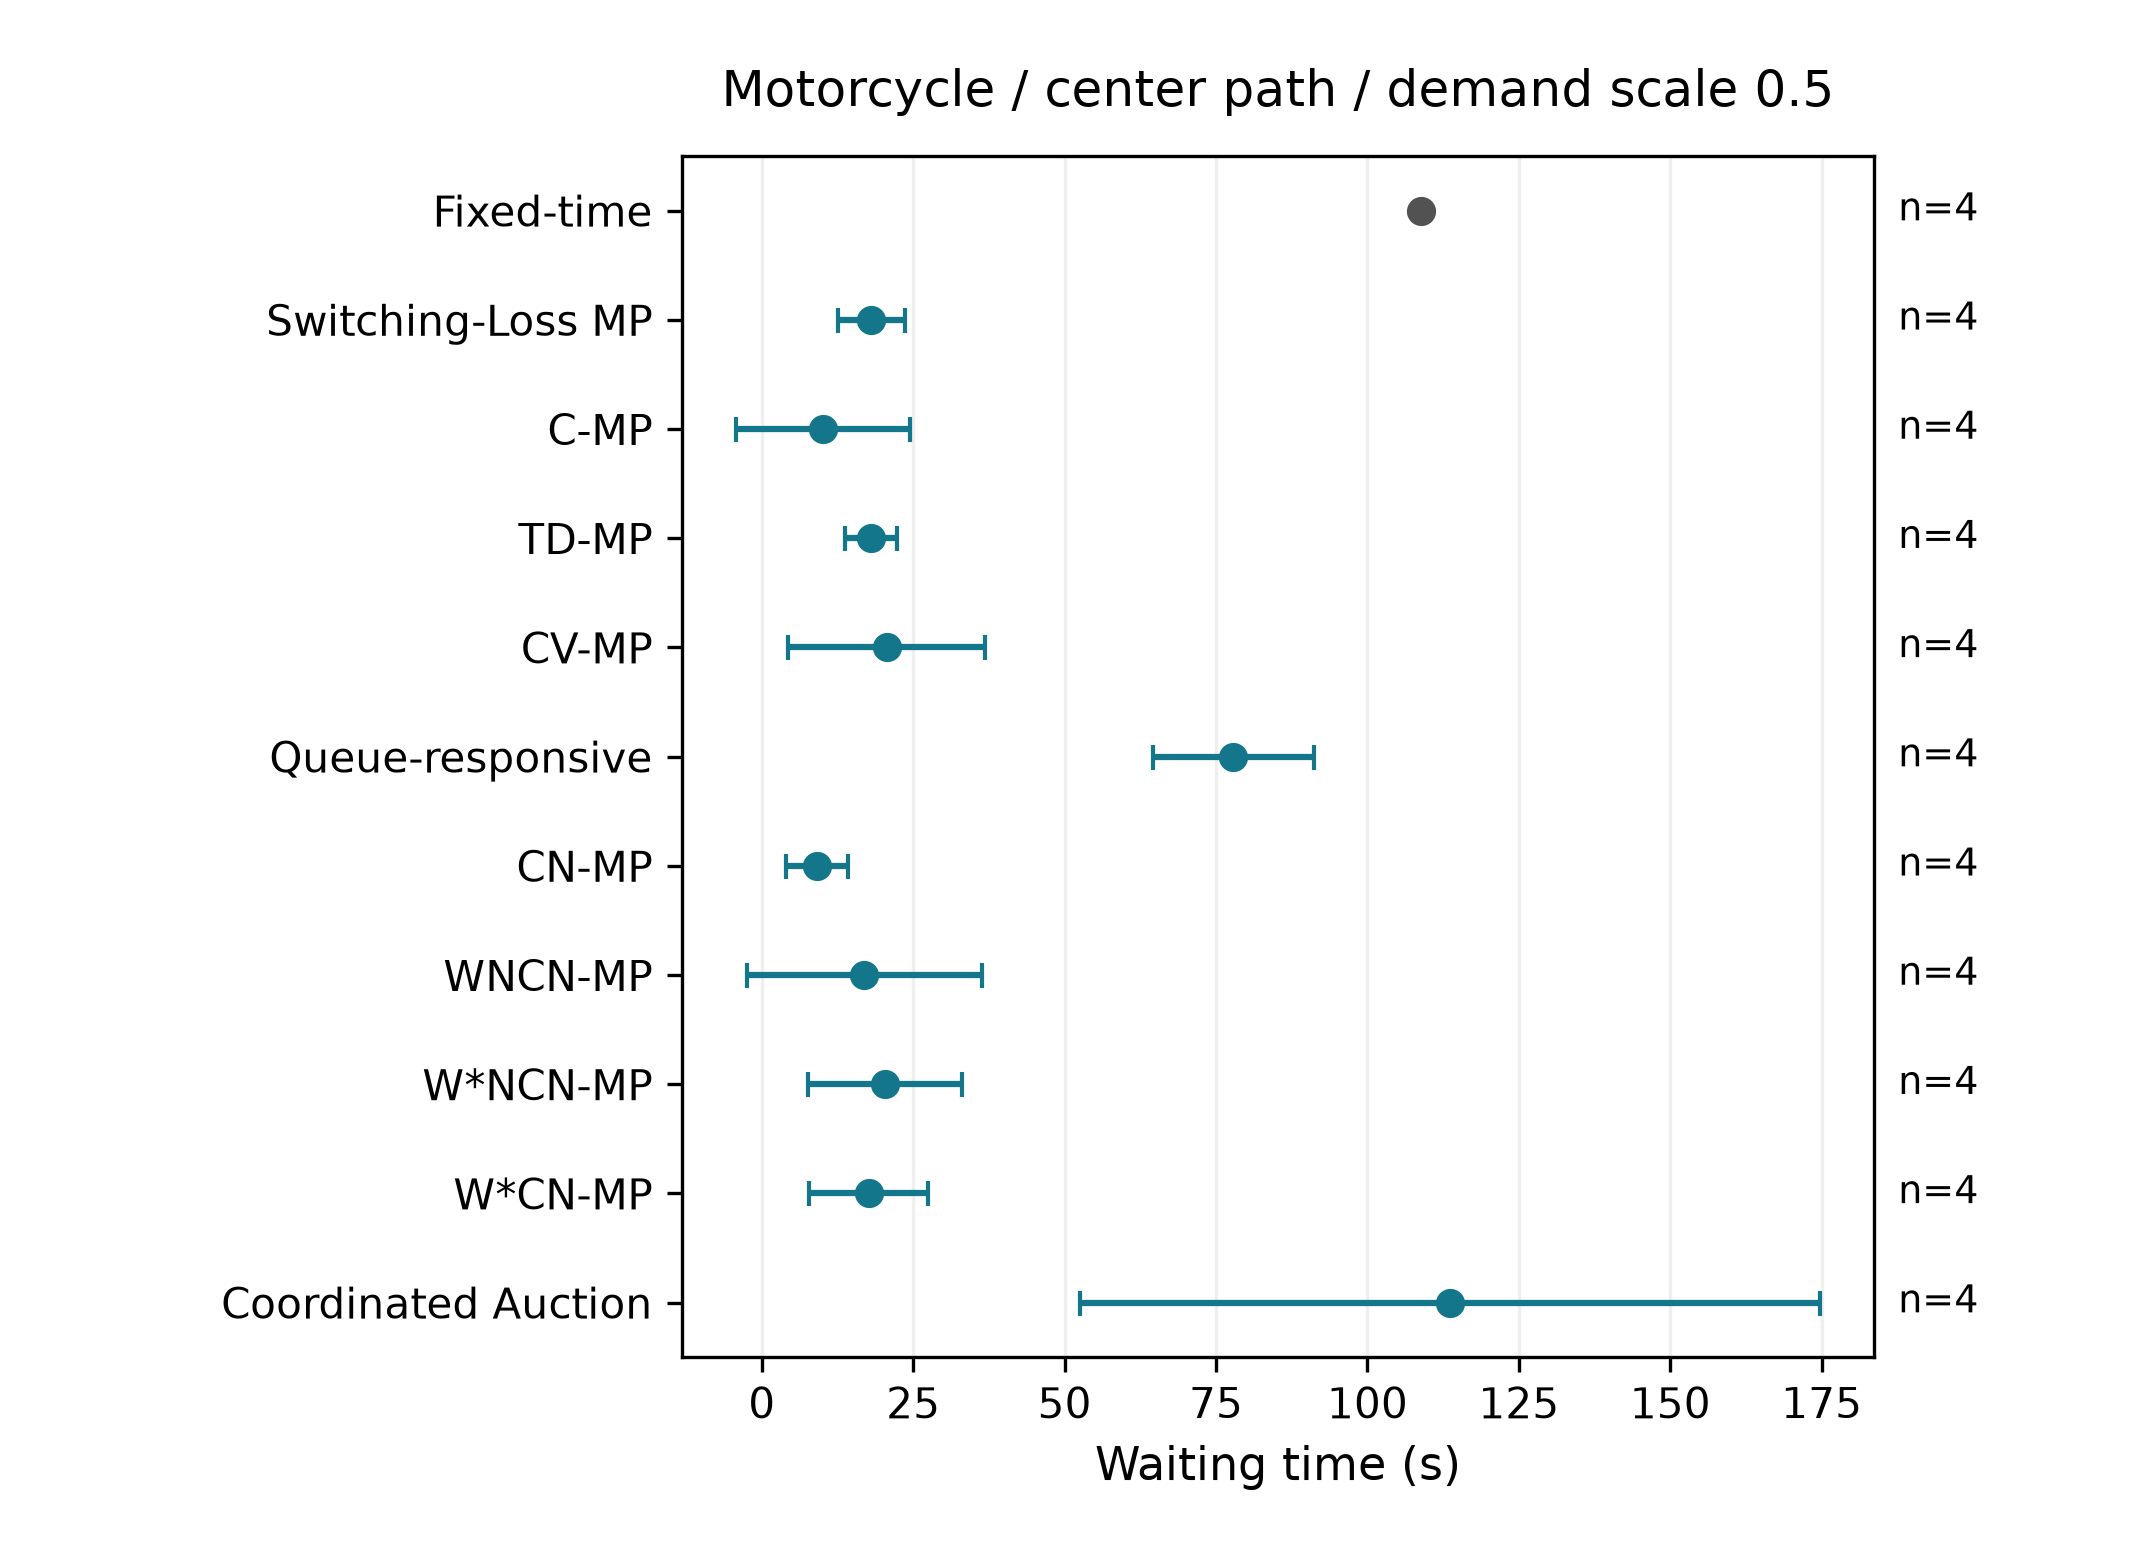 Motorcycle / center path / demand scale 0.5
Fixed-time n=4
Switching-Loss MP n=4
C-MP n=4
TD-MP n=4
CV-MP n=4
Queue-responsive n=4
CN-MP n=4
WNCN-MP n=4
W*NCN-MP n=4
W*CN-MP n=4
Coordinated Auction n=4
0 25 50 75 100 125 150 175
Waiting time (s)